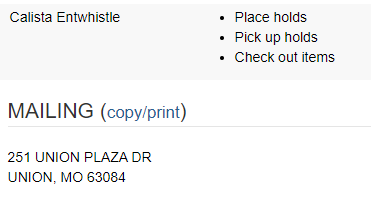 Calista Entwhistle
• Place holds
• Pick up holds
• Check out items
MAILING (copy/print)
251 UNION PLAZA DR
UNION, MO 63084